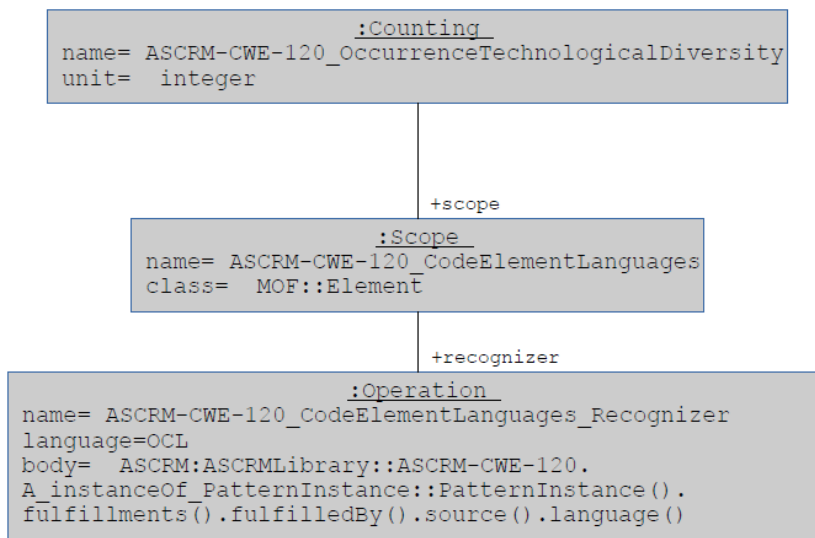 :Counting
name= ASCRM-CWE-120_OccurrenceTechnologicalDiversity
unit= integer
+scope
:Scope
name= ASCRM-CWE-120_CodeElementLanguages
class= MOF::Element
+recognizer
:Operation
name= ASCRM-CWE-120_CodeElementLanguages_Recognizer
language=OCL
body= ASCRM:ASCRMLibrary::ASCRM-CWE-120.
A_instanceOf_PatternInstance::PatternInstance().
fulfillments().fulfilledBy().source().language()